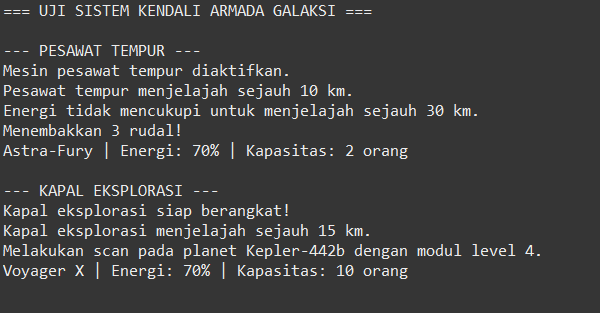 === UJI SISTEM KENDALI ARMADA GALAKSI ===
--- PESAWAT TEMPUR ---
Mesin pesawat tempur diaktifkan.
Pesawat tempur menjelajah sejauh 10 km.
Energi tidak mencukupi untuk menjelajah sejauh 30 km.
Menembakkan 3 rudal!
Astra-Fury | Energi: 70% | Kapasitas: 2 orang
--- KAPAL EKSPLORASI ---
Kapal eksplorasi siap berangkat!
Kapal eksplorasi menjelajah sejauh 15 km.
Melakukan scan pada planet Kepler-442b dengan modul level 4.
Voyager X | Energi: 70% | Kapasitas: 10 orang